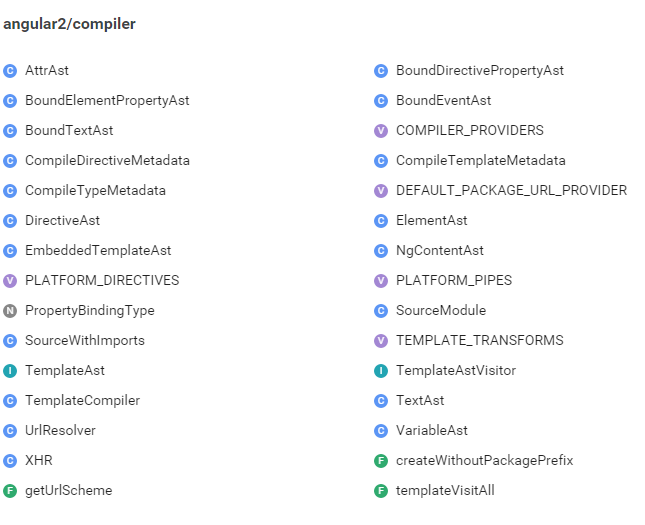 angular2/compiler
C AttrAst C BoundDirectivePropertyAst
C BoundElementPropertyAst C BoundEventAst
C BoundTextAst V COMPILER_PROVIDERS
C CompileDirectiveMetadata C CompileTemplateMetadata
C CompileTypeMetadata V DEFAULT_PACKAGE_URL_PROVIDER
C DirectiveAst C ElementAst
C EmbeddedTemplateAst C NgContentAst
V PLATFORM_DIRECTIVES V PLATFORM_PIPES
N PropertyBindingType C SourceModule
C SourceWithImports V TEMPLATE_TRANSFORMS
I TemplateAst I TemplateAstVisitor
C TemplateCompiler C TextAst
C UrlResolver C VariableAst
C XHR F createWithoutPackagePrefix
F getUrlScheme F templateVisitAll